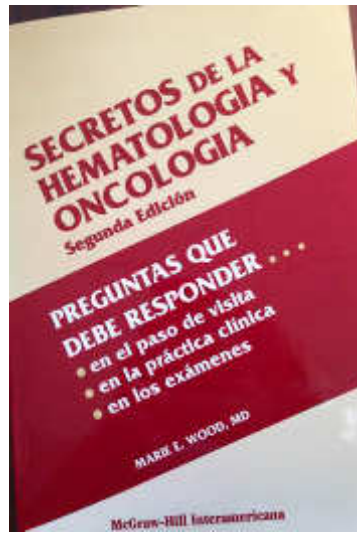 SECRETOS DE LA
HEMATOLOGIA Y
ONCOLOGIA
Segunda Edición
PREGUNTAS QUE
DEBE RESPONDER . . .
• en el paso de visita
• en la práctica clínica
• en los exámenes
MARIE E. WOOD, MD
McGraw-Hill Interamericana